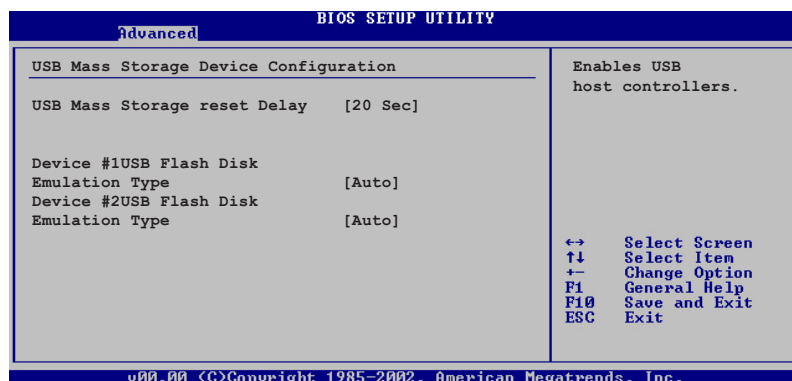 BIOS SETUP UTILITY
Advanced
USB Mass Storage Device Configuration
USB Mass Storage reset Delay [20 Sec]
Device #1USB Flash Disk
Emulation Type [Auto]
Device #2USB Flash Disk
Emulation Type [Auto]
Enables USB
host controllers.
←→ Select Screen
↑↓ Select Item
+- Change Option
F1 General Help
F10 Save and Exit
ESC Exit
v00.00 (C)Copyright 1985-2002, American Megatrends, Inc.